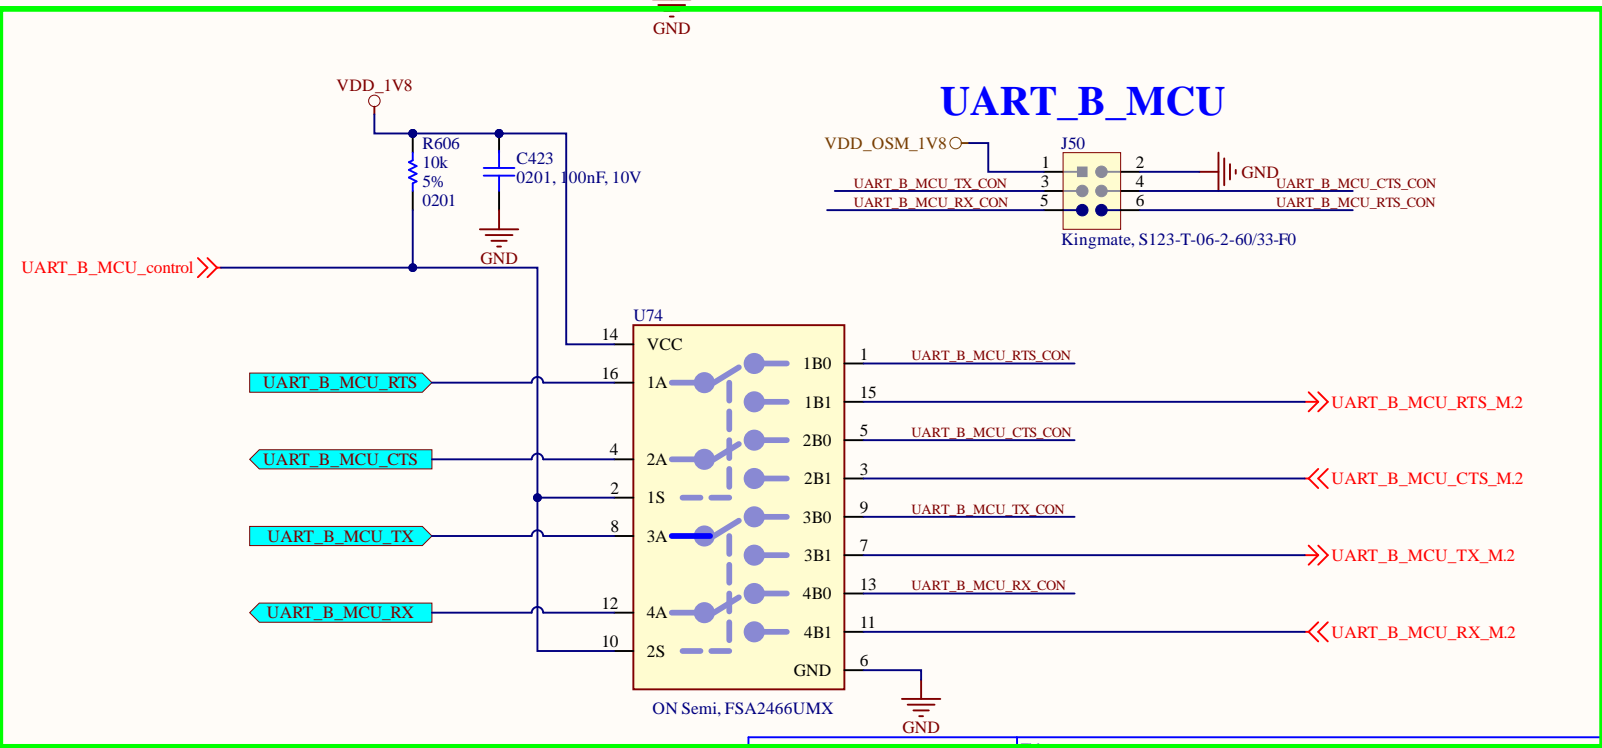 GND
VDD_1V8
UART_B_MCU
R606
10k
5%
0201
C423
0201, 100nF, 10V
GND
VDD_OSM_1V8
J50
1
2
GND
UART_B_MCU_TX_CON
3
4
UART_B_MCU_CTS_CON
UART_B_MCU_RX_CON
5
6
UART_B_MCU_RTS_CON
Kingmate, S123-T-06-2-60/33-F0
UART_B_MCU_control
U74
14
VCC
1B0
1
UART_B_MCU_RTS_CON
UART_B_MCU_RTS
16
1A
1B1
15
UART_B_MCU_RTS_M.2
2B0
5
UART_B_MCU_CTS_CON
UART_B_MCU_CTS
4
2A
2B1
3
UART_B_MCU_CTS_M.2
2
1S
3B0
9
UART_B_MCU_TX_CON
UART_B_MCU_TX
8
3A
3B1
7
UART_B_MCU_TX_M.2
4B0
13
UART_B_MCU_RX_CON
UART_B_MCU_RX
12
4A
4B1
11
UART_B_MCU_RX_M.2
10
2S
GND
6
ON Semi, FSA2466UMX
GND